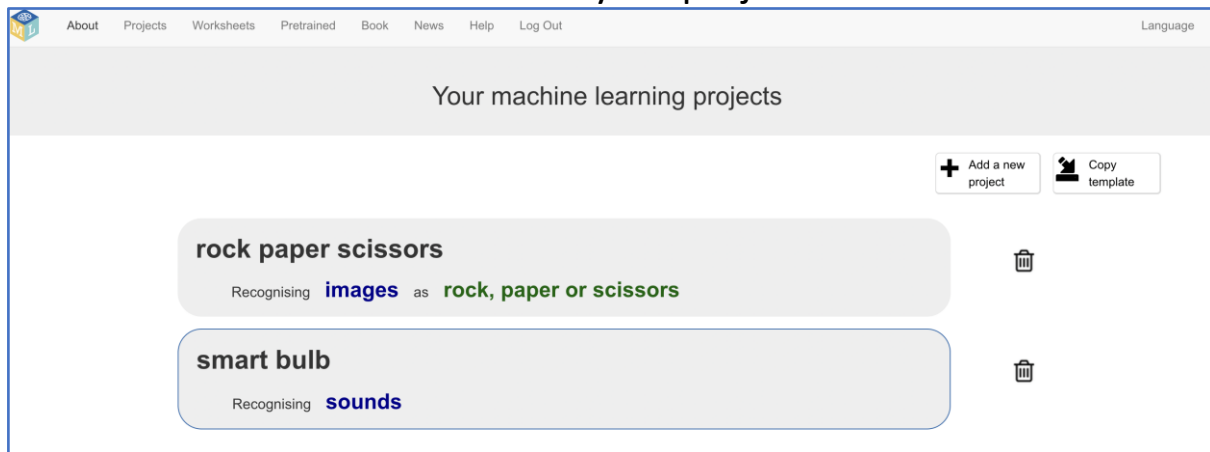 About Projects Worksheets Pretrained Book News Help Log Out Language
Your machine learning projects
Add a new
project
Copy
template
rock paper scissors
Recognising images as rock, paper or scissors
smart bulb
Recognising sounds